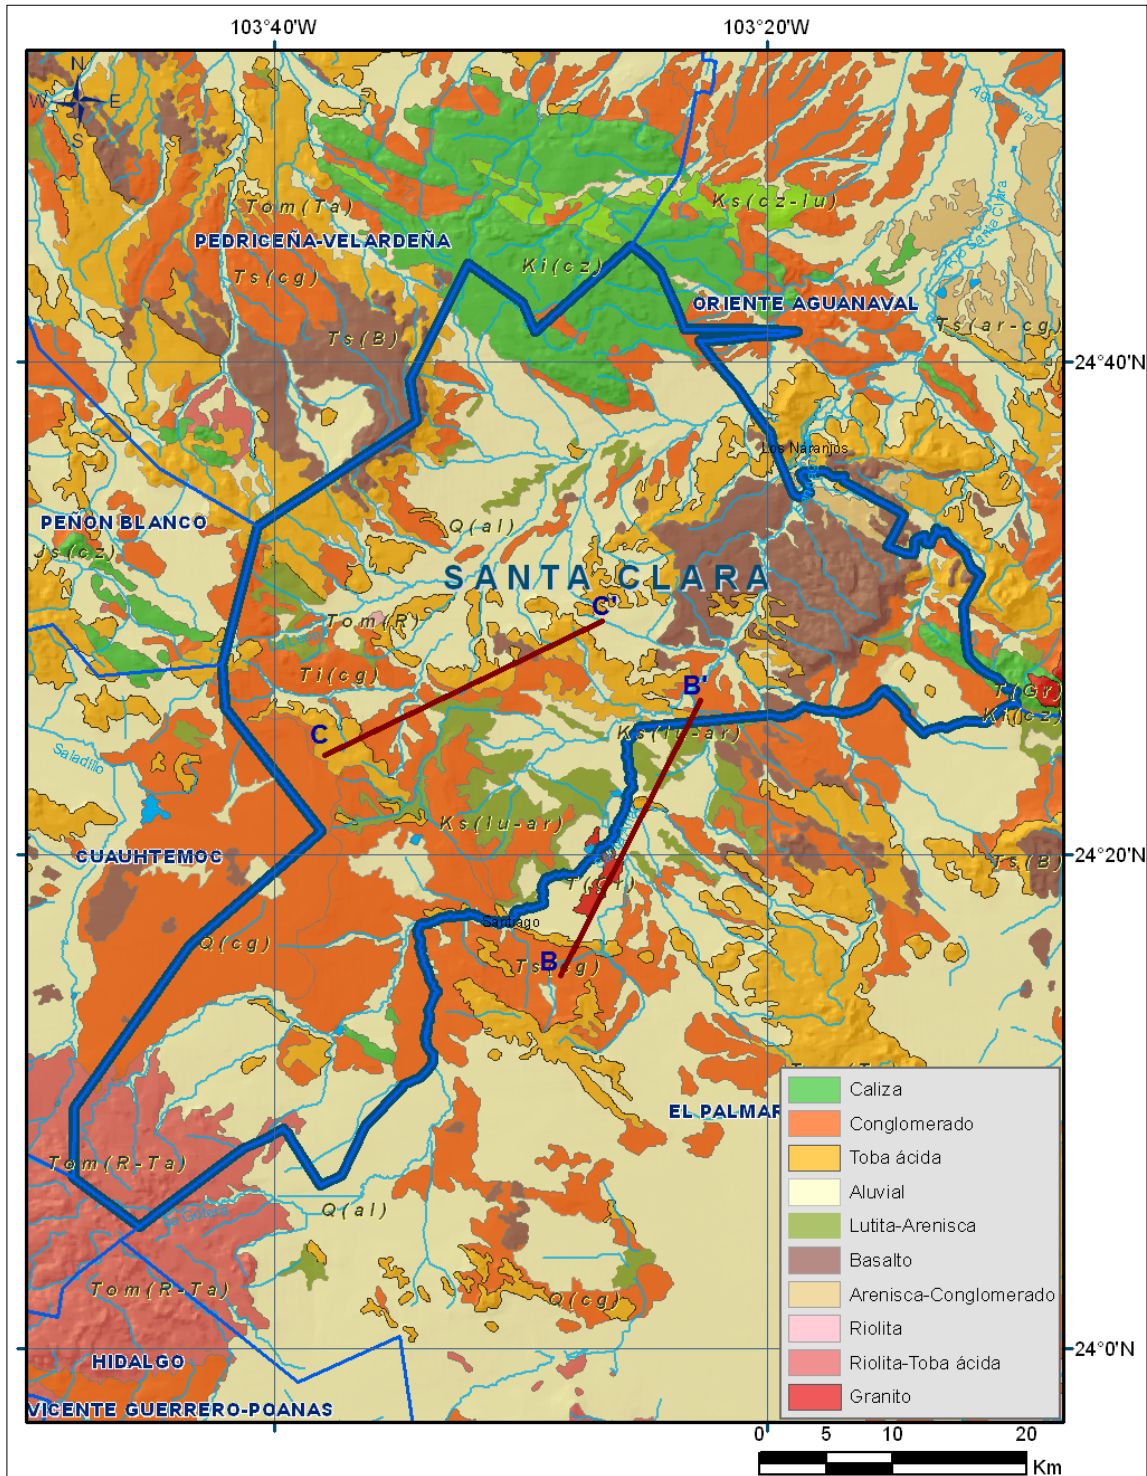 103°40'W
103°20'W
N
W E
S
Aguanava
Tom(Ta)
Ks(cz-lu)
PEDRICEÑA-VELARDEÑA
Ts(cg)
Ki(cz)
ORIENTE AGUANAVAL
Ts(B)
Ts(ar-cg)
24°40'N
Los Naranjos
PEÑON BLANCO
Q(al)
Js(cz)
SANTA CLARA
C'
Tom(R)
Ti(cg)
B'
T(Gr)
Ki(cz)
C
Ks(lu-ar)
Saladillo
Ks(lu-ar)
CUAUHTEMOC
24°20'N
Ts(B)
T(Gr)
Santiago
Q(cg)
B
Ts(cg)
EL PALMAR
Tom(R-Ta)
Q(al)
Tom(R-Ta)
Q(cg)
24°0'N
HIDALGO
VICENTE GUERRERO-POANAS
Caliza
Conglomerado
Toba ácida
Aluvial
Lutita-Arenisca
Basalto
Arenisca-Conglomerado
Riolita
Riolita-Toba ácida
Granito
0 5 10 20
Km